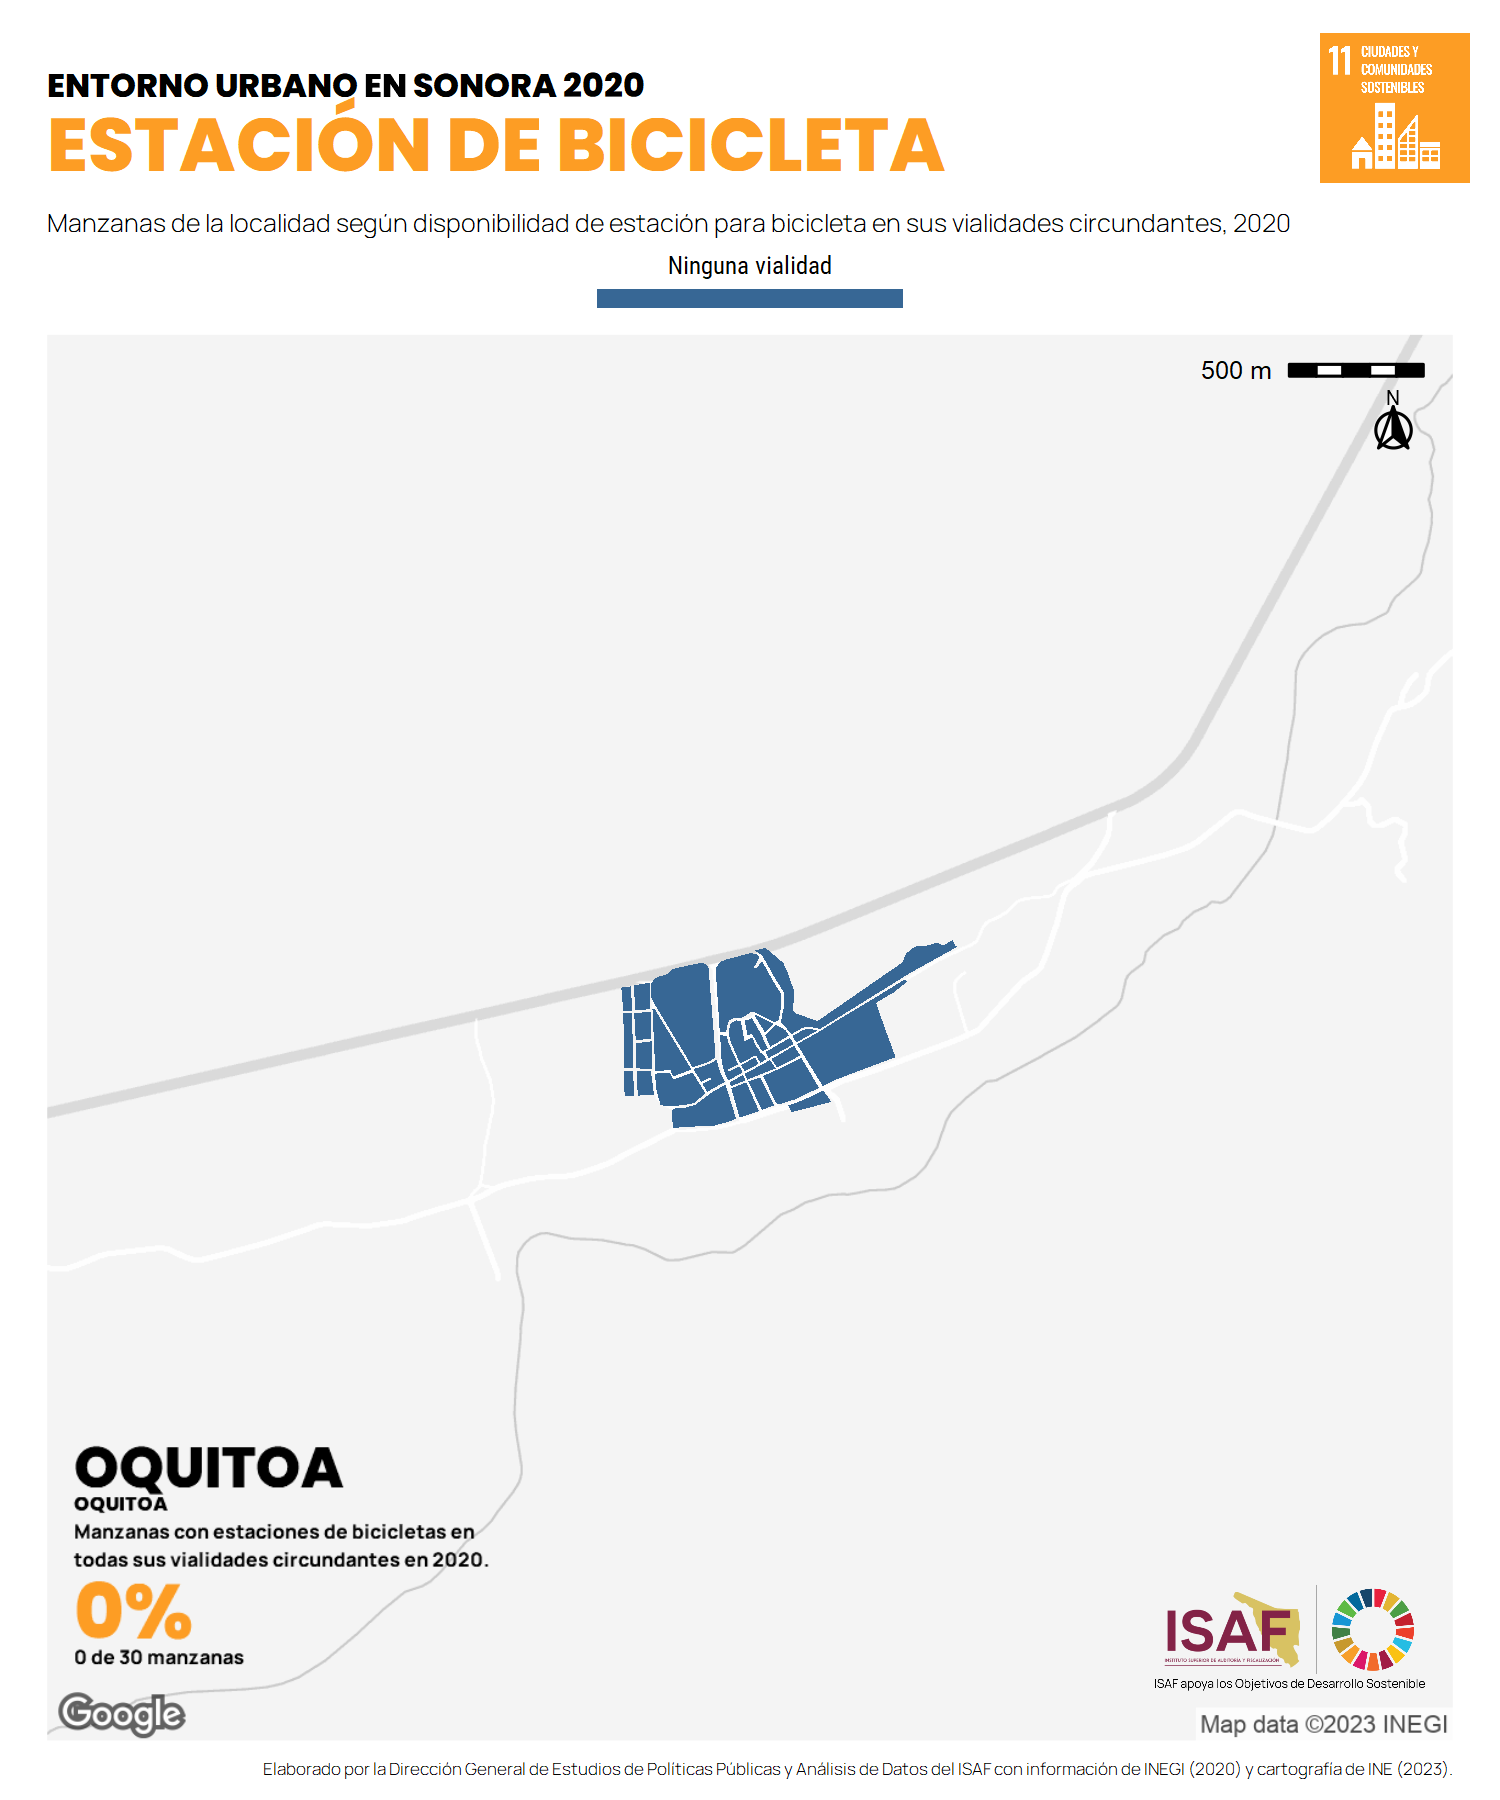 ENTORNO URBANO EN SONORA 2020
ESTACIÓN DE BICICLETA
11 CIUDADES Y
COMUNIDADES
SOSTENIBLES
Manzanas de la localidad según disponibilidad de estación para bicicleta en sus vialidades circundantes, 2020
Ninguna vialidad
500 m
N
OQUITOA
OQUITOA
Manzanas con estaciones de bicicletas en
todas sus vialidades circundantes en 2020.
0%
0 de 30 manzanas
ISAF
INSTITUTO SUPERIOR DE AUDITORÍA Y FISCALIZACIÓN
ISAF apoya los Objetivos de Desarrollo Sostenible
Google
Map data ©2023 INEGI
Elaborado por la Dirección General de Estudios de Políticas Públicas y Análisis de Datos del ISAF con información de INEGI (2020) y cartografía de INE (2023).